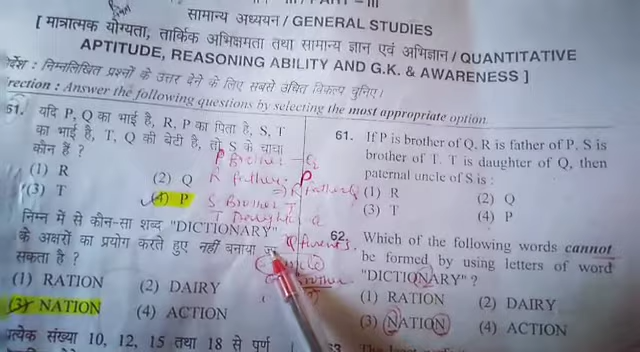 PART - III
सामान्य अध्ययन / GENERAL STUDIES
[ मात्रात्मक योग्यता, तार्किक अभिक्षमता तथा सामान्य ज्ञान एवं अभिज्ञान / QUANTITATIVE
APTITUDE, REASONING ABILITY AND G.K. & AWARENESS ]
र्देश : निम्नलिखित प्रश्नों के उत्तर देने के लिए सबसे उचित विकल्प चुनिए।
rection : Answer the following questions by selecting the most appropriate option.
61. यदि P, Q का भाई है, R, P का पिता है, S, T
का भाई है, T, Q की बेटी है, तो S के चाचा
कौन हैं ?
(1) R
(2) Q
(3) T
(4) P
P Brother - Q
R Father - P
S Brother T
निम्न में से कौन-सा शब्द "DICTIONARY"
के अक्षरों का प्रयोग करते हुए नहीं बनाया
सकता है ?
(1) RATION
(2) DAIRY
(3) NATION
(4) ACTION
प्रत्येक संख्या 10, 12, 15 तथा 18 से पूर्ण
61. If P is brother of Q, R is father of P, S is
brother of T. T is daughter of Q, then
paternal uncle of S is :
(1) R
(2) Q
(3) T
(4) P
62. Which of the following words cannot
be formed by using letters of word
"DICTIONARY" ?
(1) RATION
(2) DAIRY
(3) NATION
(4) ACTION